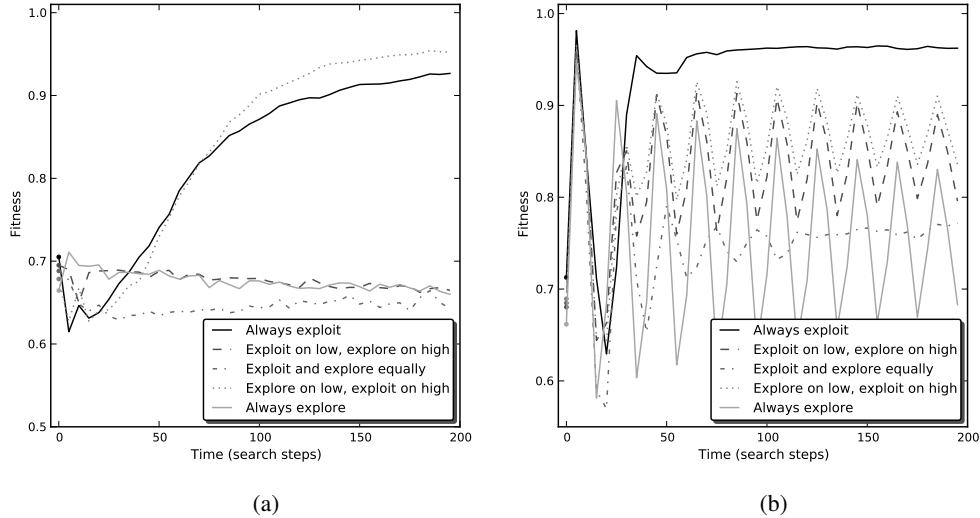 1.0
0.9
0.8
0.7
0.6
0.5
Fitness
0
50
100
150
200
Time (search steps)
Always exploit
Exploit on low, explore on high
Exploit and explore equally
Explore on low, exploit on high
Always explore
(a)
1.0
0.9
0.8
0.7
0.6
Fitness
0
50
100
150
200
Time (search steps)
Always exploit
Exploit on low, explore on high
Exploit and explore equally
Explore on low, exploit on high
Always explore
(b)